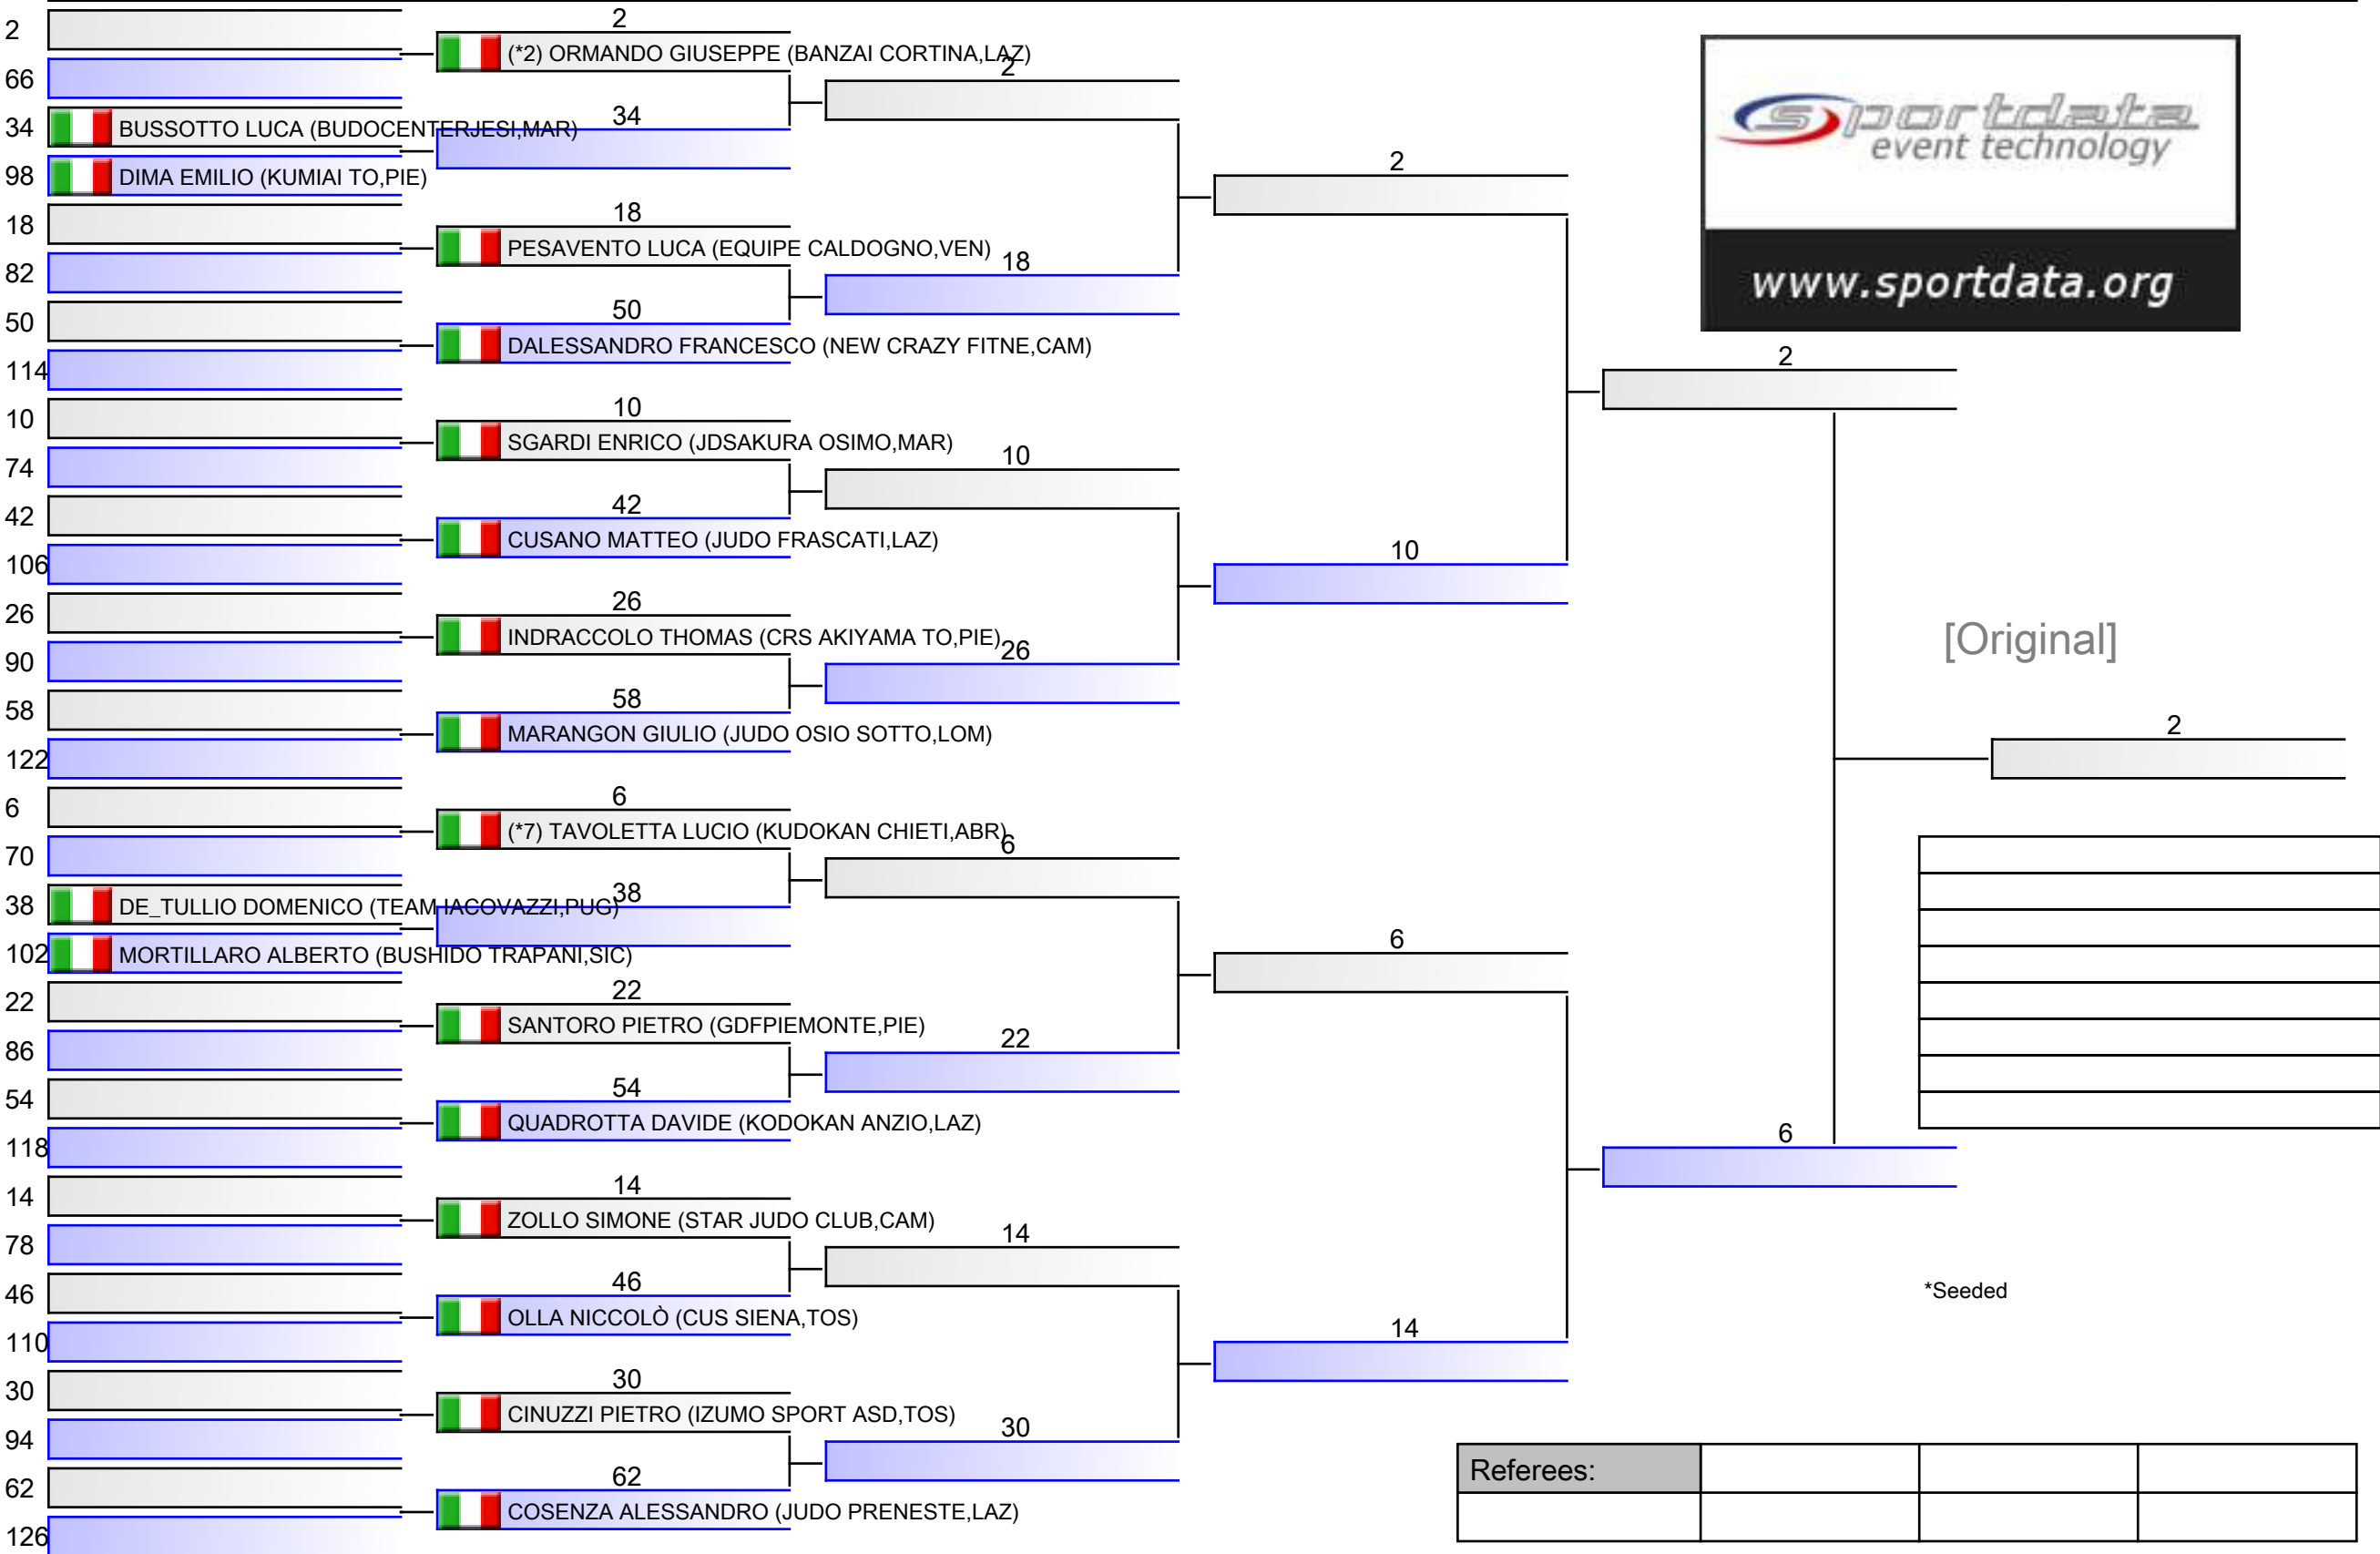 2
66
34 BUSSOTTO LUCA (BUDOCENTERJESI,MAR)
98 DIMA EMILIO (KUMIAI TO,PIE)
18
82
50
114
10
74
42
106
26
90
58
122
6
70
38 DE_TULLIO DOMENICO (TEAM IACOVAZZI,PUG)
102 MORTILLARO ALBERTO (BUSHIDO TRAPANI,SIC)
22
86
54
118
14
78
46
110
30
94
62
126
2
(*2) ORMANDO GIUSEPPE (BANZAI CORTINA,LAZ)
34
18
PESAVENTO LUCA (EQUIPE CALDOGNO,VEN)
50
DALESSANDRO FRANCESCO (NEW CRAZY FITNE,CAM)
10
SGARDI ENRICO (JDSAKURA OSIMO,MAR)
42
CUSANO MATTEO (JUDO FRASCATI,LAZ)
26
INDRACCOLO THOMAS (CRS AKIYAMA TO,PIE)
58
MARANGON GIULIO (JUDO OSIO SOTTO,LOM)
6
(*7) TAVOLETTA LUCIO (KUDOKAN CHIETI,ABR)
38
22
SANTORO PIETRO (GDFPIEMONTE,PIE)
54
QUADROTTA DAVIDE (KODOKAN ANZIO,LAZ)
14
ZOLLO SIMONE (STAR JUDO CLUB,CAM)
46
OLLA NICCOLÒ (CUS SIENA,TOS)
30
CINUZZI PIETRO (IZUMO SPORT ASD,TOS)
62
COSENZA ALESSANDRO (JUDO PRENESTE,LAZ)
2
18
10
26
6
22
14
30
2
10
6
14
2
6
2
sportdata
event technology
www.sportdata.org
[Original]
*Seeded
Referees: